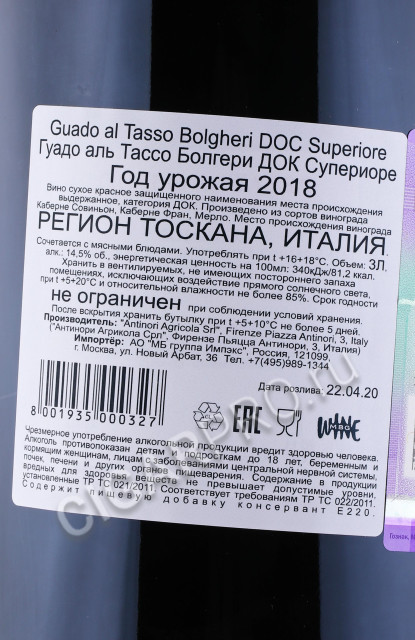 Guado al Tasso Bolgheri DOC Superiore
Гуадо аль Тассо Болгери ДОК Супериоре
Год урожая 2018
Вино сухое красное защищенного наименования места происхождения
выдержанное, категория ДОК. Произведено из сортов винограда
Каберне Совиньон, Каберне Фран, Мерло. Место происхождения винограда
РЕГИОН ТОСКАНА, ИТАЛИЯ.
Сочетается с мясными блюдами. Употреблять при t +16+18°C. Объем: 3Л,
алк.: 14,5% об., энергетическая ценность на 100мл: 340кДж/81,2 ккал.
Хранить в вентилируемых, не имеющих постороннего запаха
помещениях, исключающих воздействие прямого солнечного света,
при t +5+20°C и относительной влажности не более 85%. Срок годности
не ограничен при соблюдении условий хранения.
После вскрытия хранить бутылку при t +5+10°C не более 5 дней.
Производитель: "Antinori Agricola Srl", Firenze Piazza Antinori, 3, Italy
("Антинори Агрикола Срл", Фиренze Пьяцца Антинори, 3, Италия)
Импортёр: АО "МБ группа Импэкс", Россия, 121099,
г. Москва, ул. Новый Арбат, 36 Тел. +7(495)989-1344
Дата розлива: 22.04.20
8 001935 000327
EAC
WINE
Чрезмерное употребление алкогольной продукции вредит здоровью человека.
Алкоголь противопоказан детям и подросткам до 18 лет, беременным и
кормящим женщинам, лицам с заболеваниями центральной нервной системы,
почек, печени и других органов пищеварения. Содержание в продукции
вредных для здоровья веществ не превышает допустимые уровни,
установленные ТР ТС 021/2011. Соответствует требованиям ТР ТС 022/2011.
Содержит пищевую добавку консервант Е220.